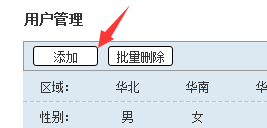 用户管理
添加 批量删除
区域： 华北 华南
性别： 男 女